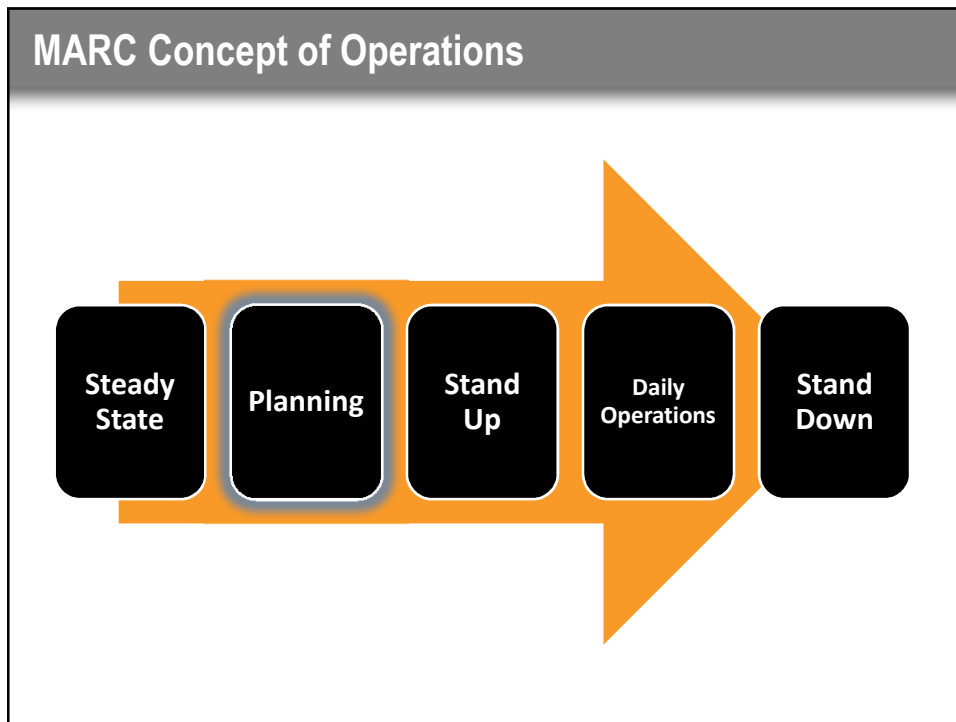 MARC Concept of Operations
Steady
State
Planning
Stand
Up
Daily
Operations
Stand
Down